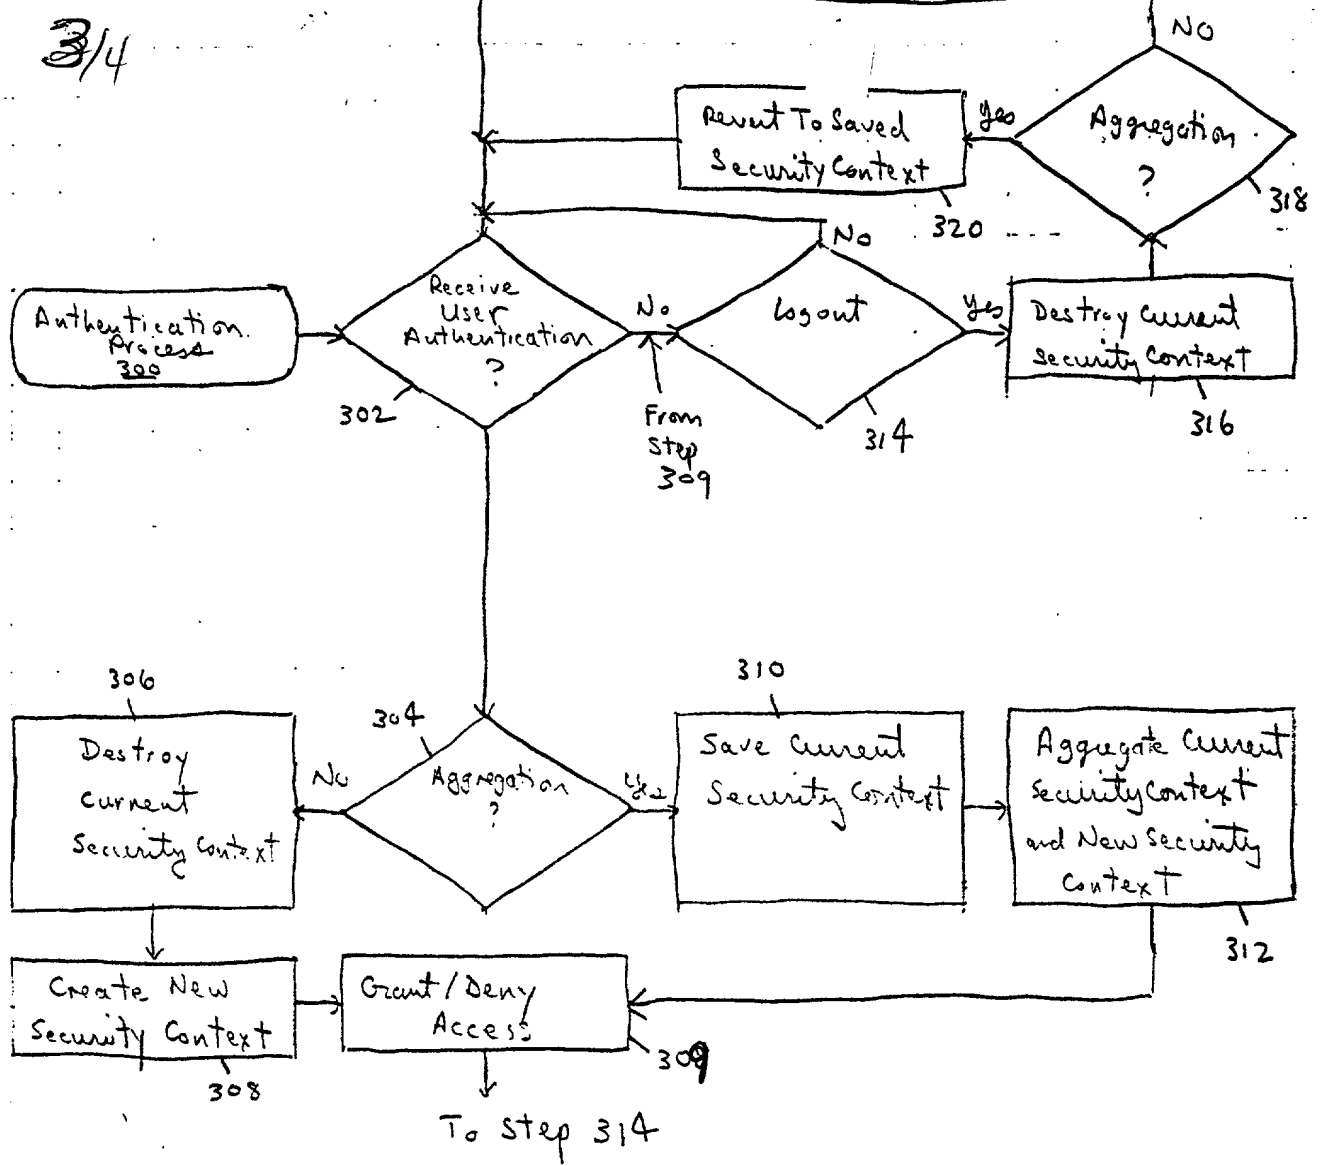 3/4
No
Revert To Saved
Security Context
320
Yes
Aggregation
?
318
Authentication
Process
300
Receive
User
Authentication
?
302
No
From
Step
309
No
Logout
314
Yes
Destroy Current
Security Context
316
306
Destroy
Current
Security Context
No
304
Aggregation
?
Yes
310
Save Current
Security Context
Aggregate Current
Security Context
and New Security
Context
312
Create New
Security Context
308
Grant/Deny
Access
309
To Step 314